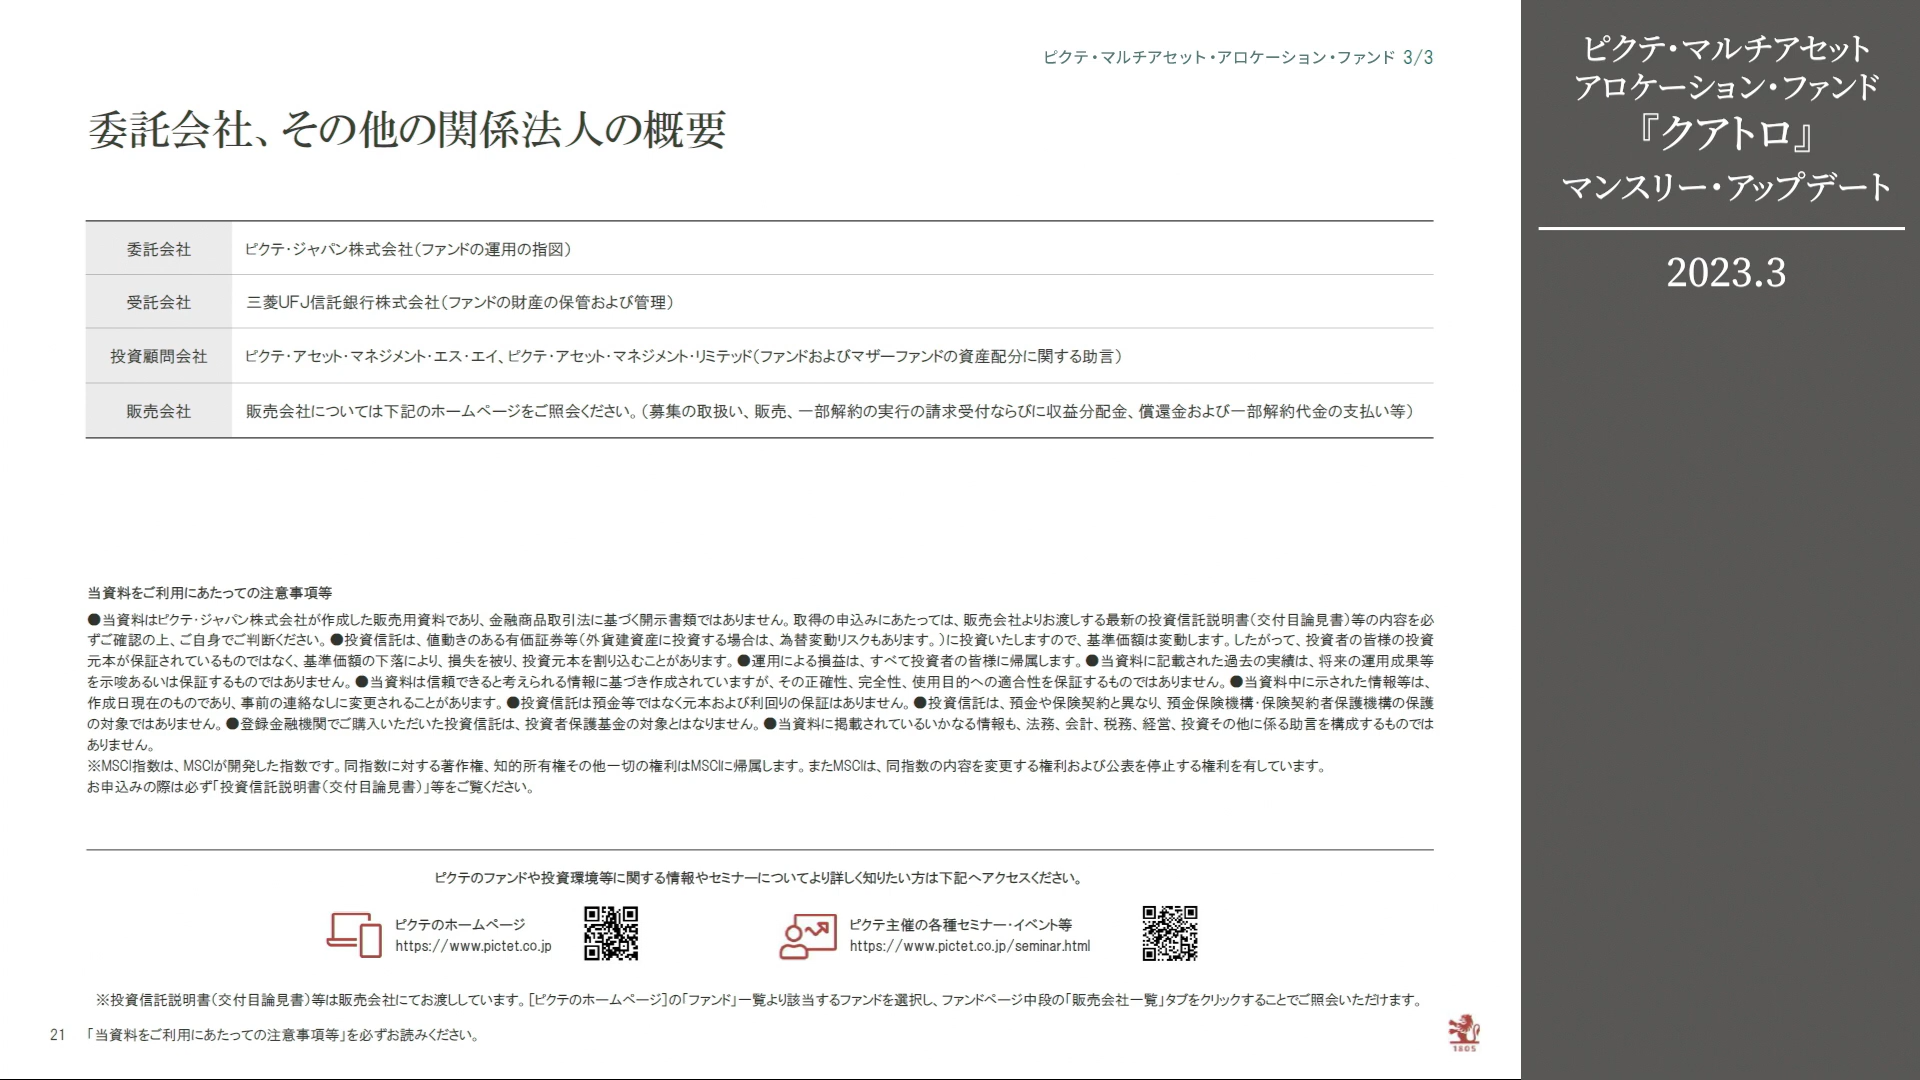 ピクテ・マルチアセット・アロケーション・ファンド 3/3
委託会社、その他の関係法人の概要
委託会社 ピクテ・ジャパン株式会社（ファンドの運用の指図）
受託会社 三菱UFJ信託銀行株式会社（ファンドの財産の保管および管理）
投資顧問会社 ピクテ・アセット・マネジメント・エス・エイ、ピクテ・アセット・マネジメント・リミテッド（ファンドおよびマザーファンドの資産配分に関する助言）
販売会社 販売会社については下記のホームページをご照会ください。（募集の取扱い、販売、一部解約の実行の請求受付ならびに収益分配金、償還金および一部解約代金の支払い等）
当資料をご利用にあたっての注意事項等
●当資料はピクテ・ジャパン株式会社が作成した販売用資料であり、金融商品取引法に基づく開示書類ではありません。取得の申込みにあたっては、販売会社よりお渡しする最新の投資信託説明書（交付目論見書）等の内容を必
ずご確認の上、ご自身でご判断ください。●投資信託は、値動きのある有価証券等（外貨建資産に投資する場合は、為替変動リスクもあります。）に投資いたしますので、基準価額は変動します。したがって、投資者の皆様の投資
元本が保証されているものではなく、基準価額の下落により、損失を被り、投資元本を割り込むことがあります。●運用による損益は、すべて投資者の皆様に帰属します。●当資料に記載された過去の実績は、将来の運用成果等
を示唆あるいは保証するものではありません。●当資料は信頼できると考えられる情報に基づき作成されていますが、その正確性、完全性、使用目的への適合性を保証するものではありません。●当資料中に示された情報等は、
作成日現在のものであり、事前の連絡なしに変更されることがあります。●投資信託は預金等ではなく元本および利回りの保証はありません。●投資信託は、預金や保険契約と異なり、預金保険機構・保険契約者保護機構の保護
の対象ではありません。●登録金融機関でご購入いただいた投資信託は、投資者保護基金の対象とはなりません。●当資料に掲載されているいかなる情報も、法務、会計、税務、経営、投資その他に係る助言を構成するものでは
ありません。
※MSCI指数は、MSCIが開発した指数です。同指数に対する著作権、知的所有権その他一切の権利はMSCIに帰属します。またMSCIは、同指数の内容を変更する権利および公表を停止する権利を有しています。
お申込みの際は必ず「投資信託説明書（交付目論見書）」等をご覧ください。
ピクテのファンドや投資環境等に関する情報やセミナーについてより詳しく知りたい方は下記へアクセスください。
ピクテのホームページ
https://www.pictet.co.jp
ピクテ主催の各種セミナー・イベント等
https://www.pictet.co.jp/seminar.html
※投資信託説明書（交付目論見書）等は販売会社にてお渡ししています。［ピクテのホームページ］の「ファンド」一覧より該当するファンドを選択し、ファンドページ中段の「販売会社一覧」タブをクリックすることでご照会いただけます。
21 「当資料をご利用にあたっての注意事項等」を必ずお読みください。
1805
ピクテ・マルチアセット
アロケーション・ファンド
『クアトロ』
マンスリー・アップデート
2023.3